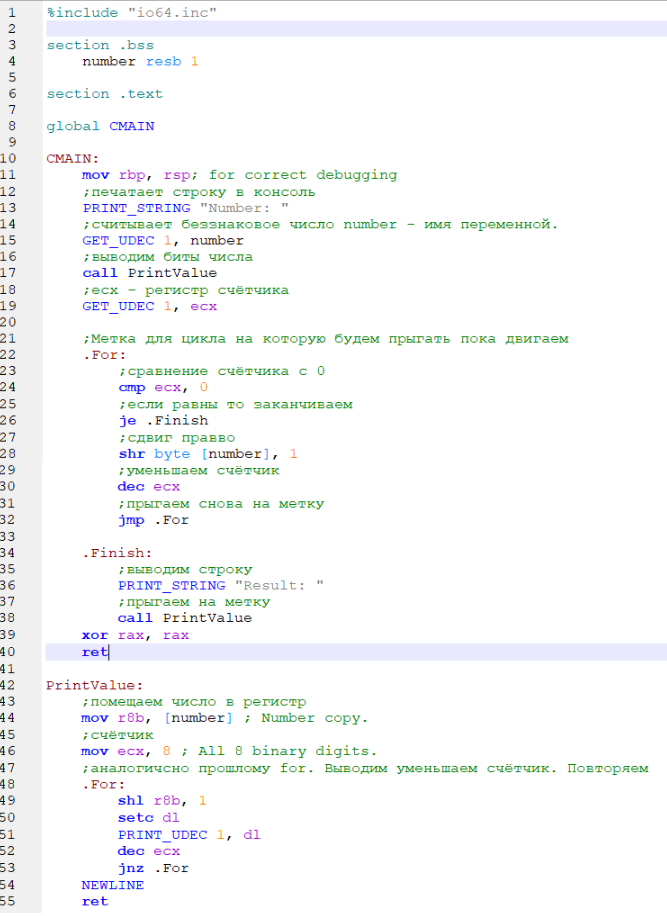 1 %include "io64.inc"
2
3 section .bss
4 number resb 1
5
6 section .text
7
8 global CMAIN
9
10 CMAIN:
11 mov rbp, rsp; for correct debugging
12 ;печатает строку в консоль
13 PRINT_STRING "Number: "
14 ;считывает беззнаковое число number - имя переменной.
15 GET_UDEC 1, number
16 ;выводим биты числа
17 call PrintValue
18 ;ecx - регистр счётчика
19 GET_UDEC 1, ecx
20
21 ;Метка для цикла на которую будем прыгать пока двигаем
22 .For:
23 ;сравнение счётчика с 0
24 cmp ecx, 0
25 ;если равны то заканчиваем
26 je .Finish
27 ;сдвиг правво
28 shr byte [number], 1
29 ;уменьшаем счётчик
30 dec ecx
31 ;прыгаем снова на метку
32 jmp .For
33
34 .Finish:
35 ;выводим строку
36 PRINT_STRING "Result: "
37 ;прыгаем на метку
38 call PrintValue
39 xor rax, rax
40 ret
41
42 PrintValue:
43 ;помещаем число в регистр
44 mov r8b, [number] ; Number copy.
45 ;счётчик
46 mov ecx, 8 ; All 8 binary digits.
47 ;аналогичсно прошлому for. Выводим уменьшаем счётчик. Повторяем
48 .For:
49 shl r8b, 1
50 setc dl
51 PRINT_UDEC 1, dl
52 dec ecx
53 jnz .For
54 NEWLINE
55 ret